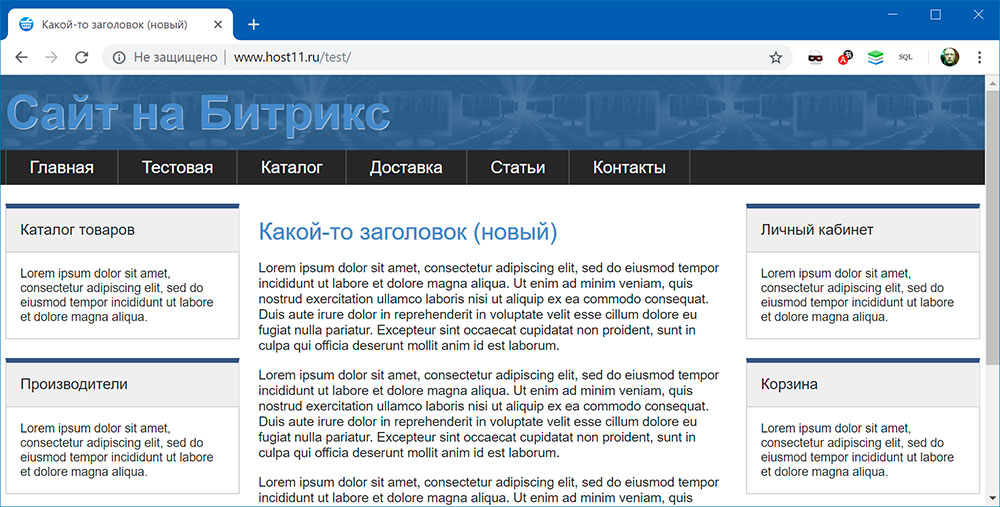 Какой-то заголовок (новый)
Не защищено | www.host11.ru/test/
35
SQL
Сайт на Битрикс
Главная
Тестовая
Каталог
Доставка
Статьи
Контакты
Каталог товаров
Lorem ipsum dolor sit amet,
consectetur adipiscing elit, sed do
eiusmod tempor incididunt ut labore
et dolore magna aliqua.
Производители
Lorem ipsum dolor sit amet,
consectetur adipiscing elit, sed do
eiusmod tempor incididunt ut labore
et dolore magna aliqua.
Какой-то заголовок (новый)
Lorem ipsum dolor sit amet, consectetur adipiscing elit, sed do eiusmod tempor
incididunt ut labore et dolore magna aliqua. Ut enim ad minim veniam, quis
nostrud exercitation ullamco laboris nisi ut aliquip ex ea commodo consequat.
Duis aute irure dolor in reprehenderit in voluptate velit esse cillum dolore eu
fugiat nulla pariatur. Excepteur sint occaecat cupidatat non proident, sunt in
culpa qui officia deserunt mollit anim id est laborum.
Lorem ipsum dolor sit amet, consectetur adipiscing elit, sed do eiusmod tempor
incididunt ut labore et dolore magna aliqua. Ut enim ad minim veniam, quis
nostrud exercitation ullamco laboris nisi ut aliquip ex ea commodo consequat.
Duis aute irure dolor in reprehenderit in voluptate velit esse cillum dolore eu
fugiat nulla pariatur. Excepteur sint occaecat cupidatat non proident, sunt in
culpa qui officia deserunt mollit anim id est laborum.
Lorem ipsum dolor sit amet, consectetur adipiscing elit, sed do eiusmod tempor
incididunt ut labore et dolore magna aliqua. Ut enim ad minim veniam, quis
Личный кабинет
Lorem ipsum dolor sit amet,
consectetur adipiscing elit, sed do
eiusmod tempor incididunt ut labore
et dolore magna aliqua.
Корзина
Lorem ipsum dolor sit amet,
consectetur adipiscing elit, sed do
eiusmod tempor incididunt ut labore
et dolore magna aliqua.